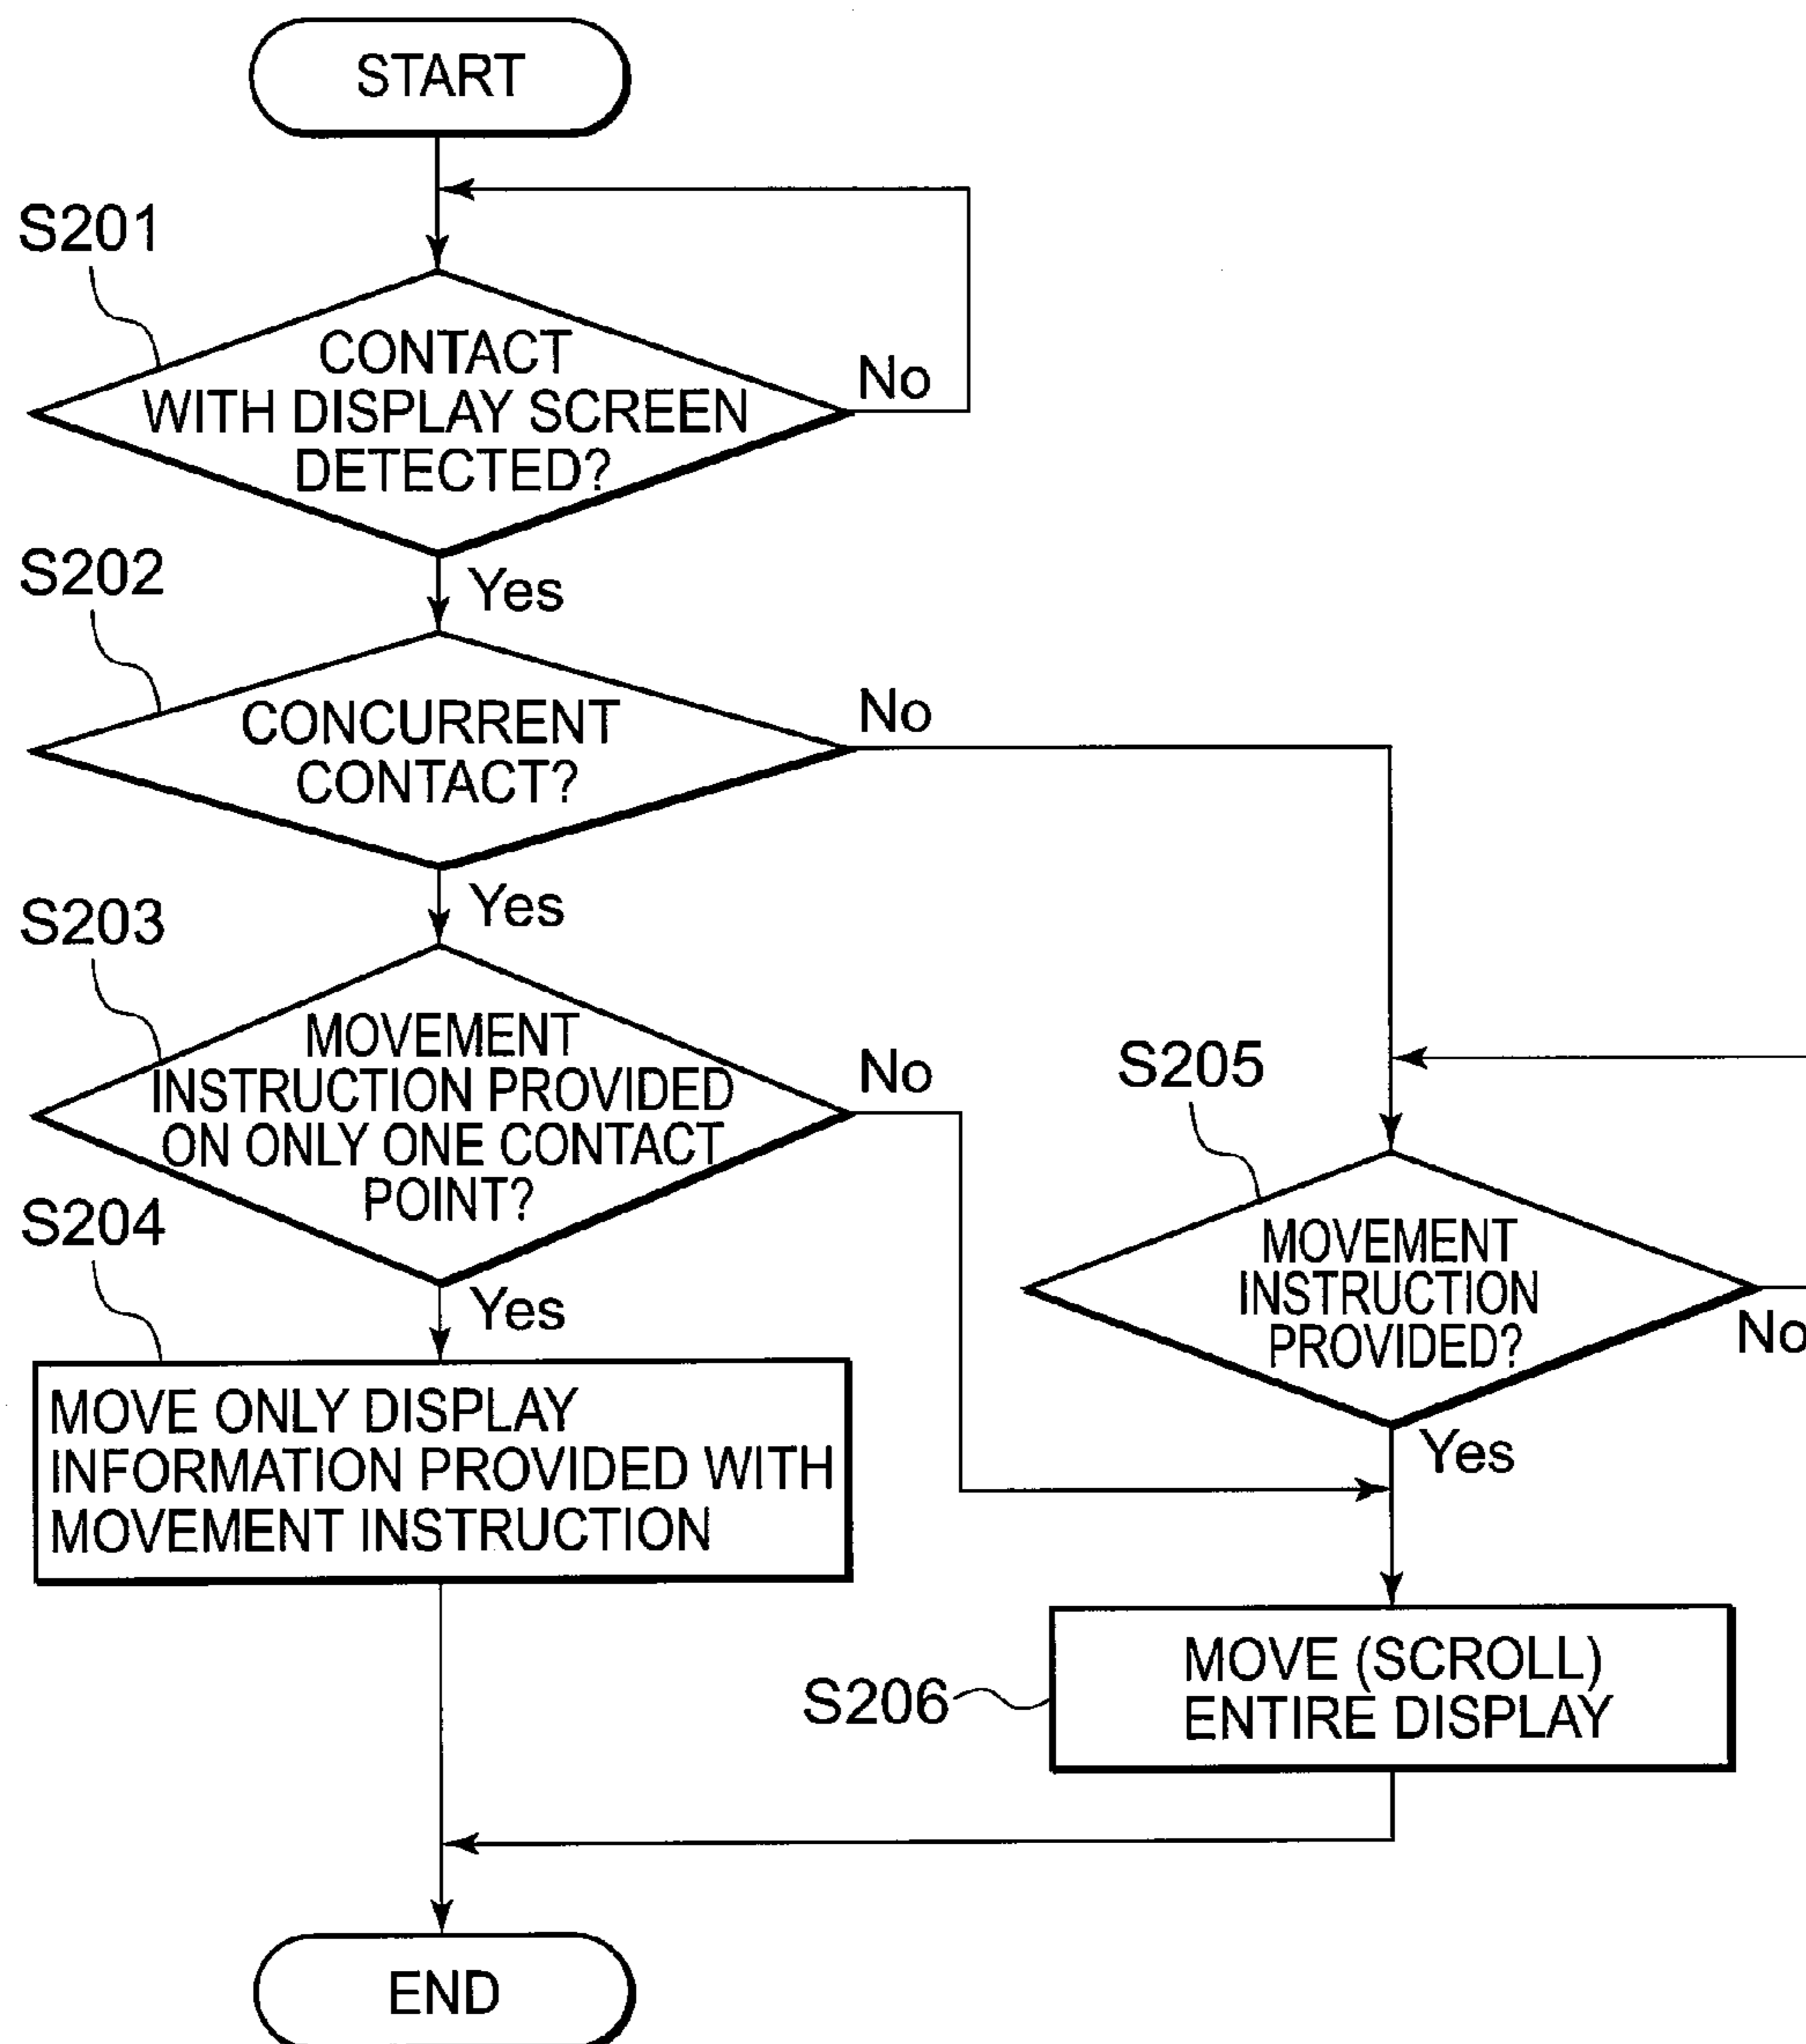 START
S201
CONTACT
WITH DISPLAY SCREEN
DETECTED?
No
Yes
S202
CONCURRENT
CONTACT?
No
Yes
S203
MOVEMENT
INSTRUCTION PROVIDED
ON ONLY ONE CONTACT
POINT?
No
Yes
S204
MOVE ONLY DISPLAY
INFORMATION PROVIDED WITH
MOVEMENT INSTRUCTION
S205
MOVEMENT
INSTRUCTION
PROVIDED?
No
Yes
S206
MOVE (SCROLL)
ENTIRE DISPLAY
END